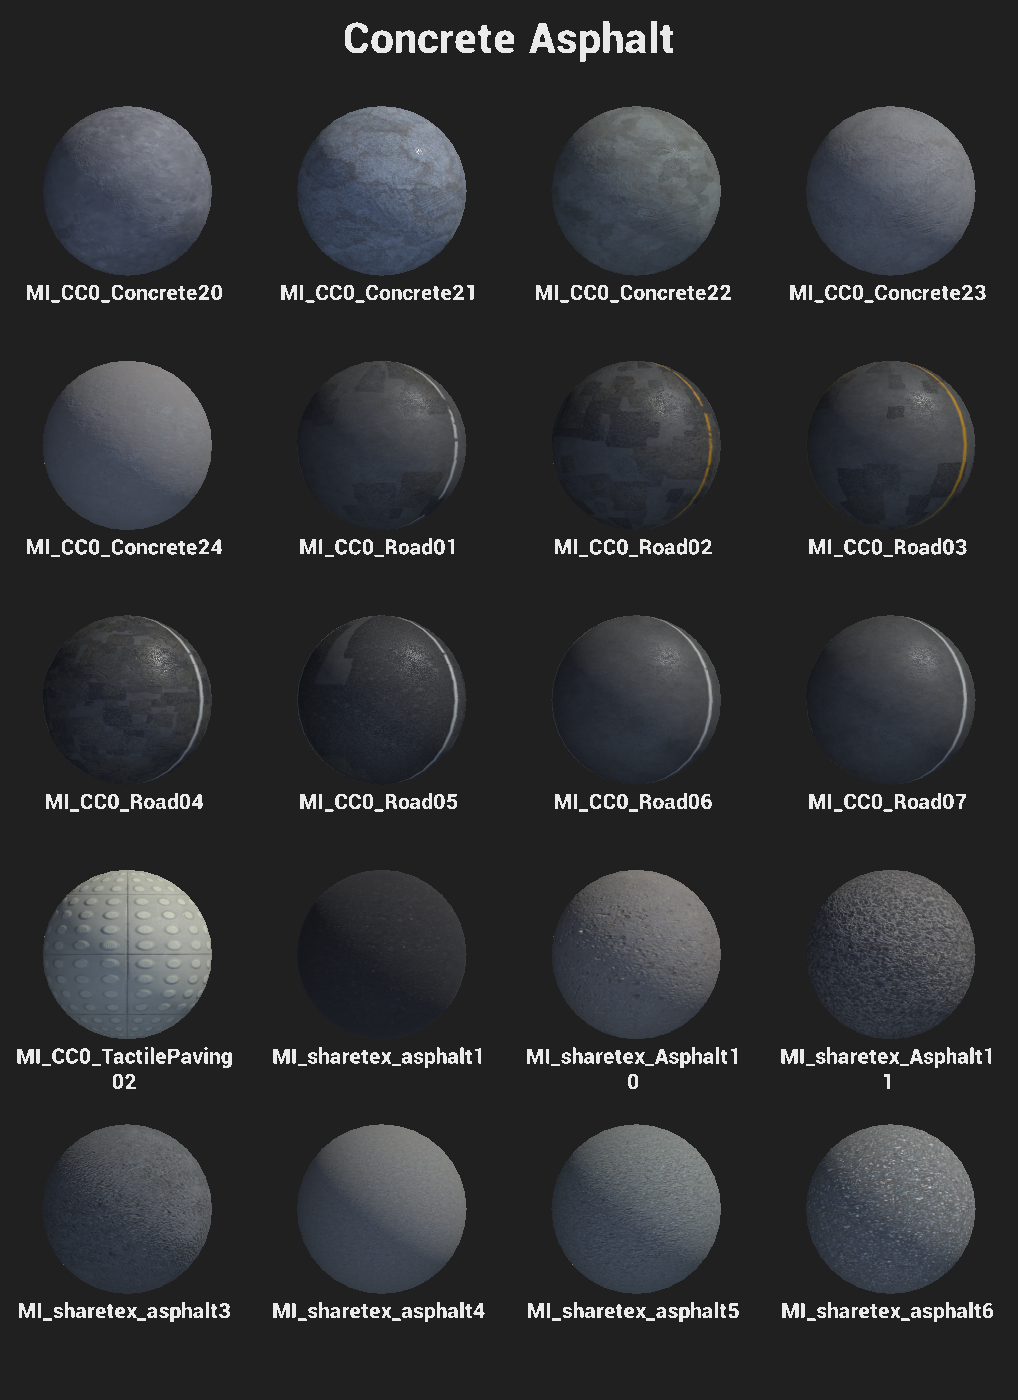 Concrete Asphalt
MI_CC0_Concrete20
MI_CC0_Concrete21
MI_CC0_Concrete22
MI_CC0_Concrete23
MI_CC0_Concrete24
MI_CC0_Road01
MI_CC0_Road02
MI_CC0_Road03
MI_CC0_Road04
MI_CC0_Road05
MI_CC0_Road06
MI_CC0_Road07
MI_CC0_TactilePaving
02
MI_sharetex_asphalt1
MI_sharetex_Asphalt1
0
MI_sharetex_Asphalt1
1
MI_sharetex_asphalt3
MI_sharetex_asphalt4
MI_sharetex_asphalt5
MI_sharetex_asphalt6